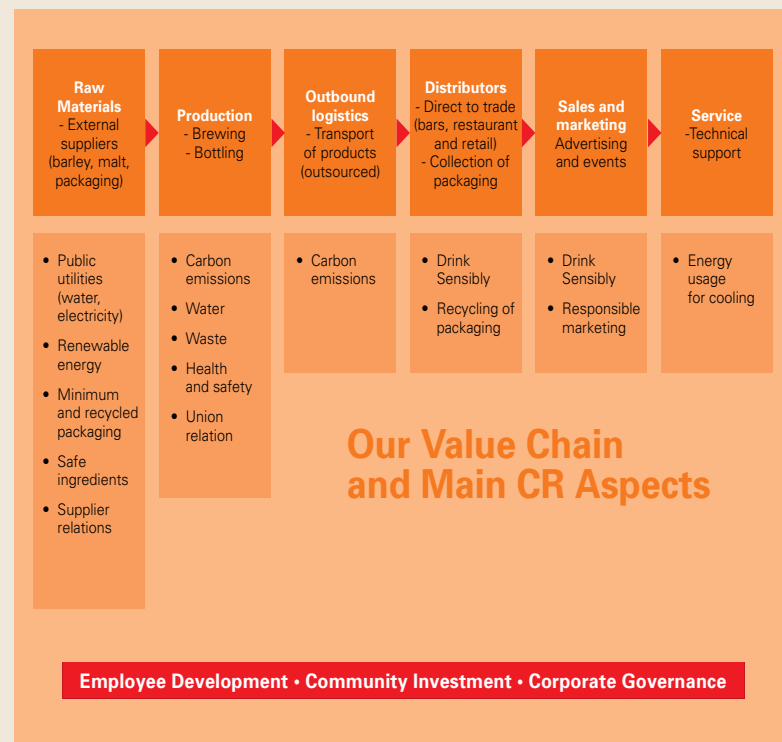 Raw
Materials
- External
suppliers
(barley, malt,
packaging)
Production
- Brewing
- Bottling
Outbound
logistics
- Transport
of products
(outsourced)
Distributors
- Direct to trade
(bars, restaurant
and retail)
- Collection of
packaging
Sales and
marketing
Advertising
and events
Service
-Technical
support
• Public
utilities
(water,
electricity)
• Renewable
energy
• Minimum
and recycled
packaging
• Safe
ingredients
• Supplier
relations
• Carbon
emissions
• Water
• Waste
• Health
and safety
• Union
relation
• Carbon
emissions
• Drink
Sensibly
• Recycling of
packaging
• Drink
Sensibly
• Responsible
marketing
• Energy
usage
for cooling
Our Value Chain
and Main CR Aspects
Employee Development • Community Investment • Corporate Governance